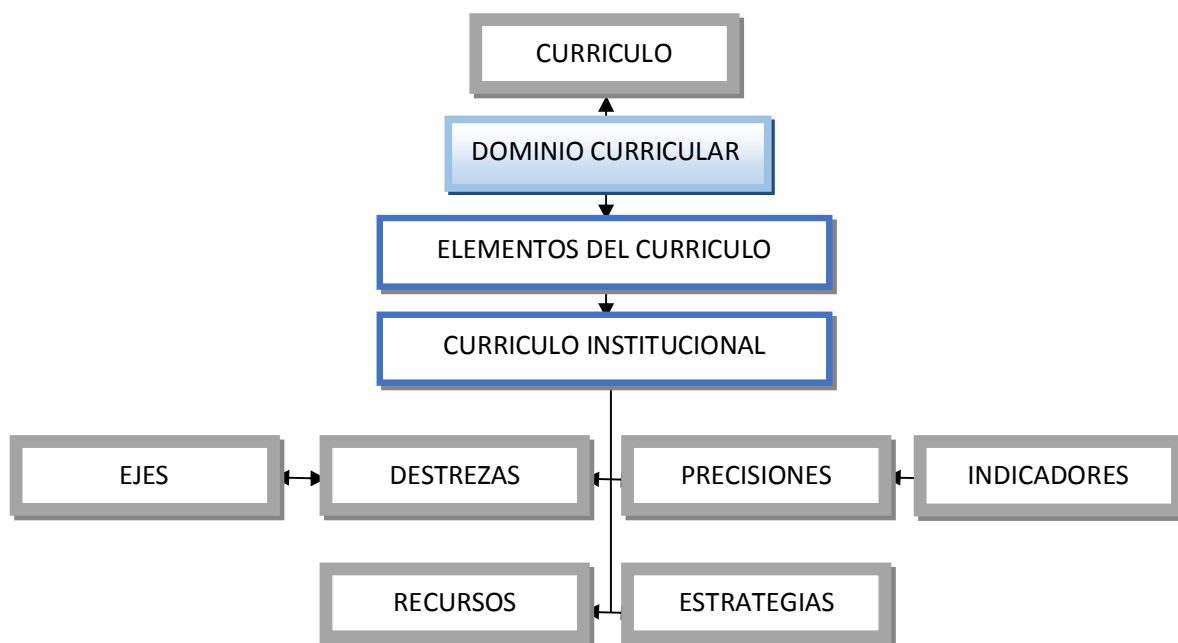 CURRICULO
DOMINIO CURRICULAR
ELEMENTOS DEL CURRICULO
CURRICULO INSTITUCIONAL
EJES
DESTREZAS
PRECISIONES
INDICADORES
RECURSOS
ESTRATEGIAS